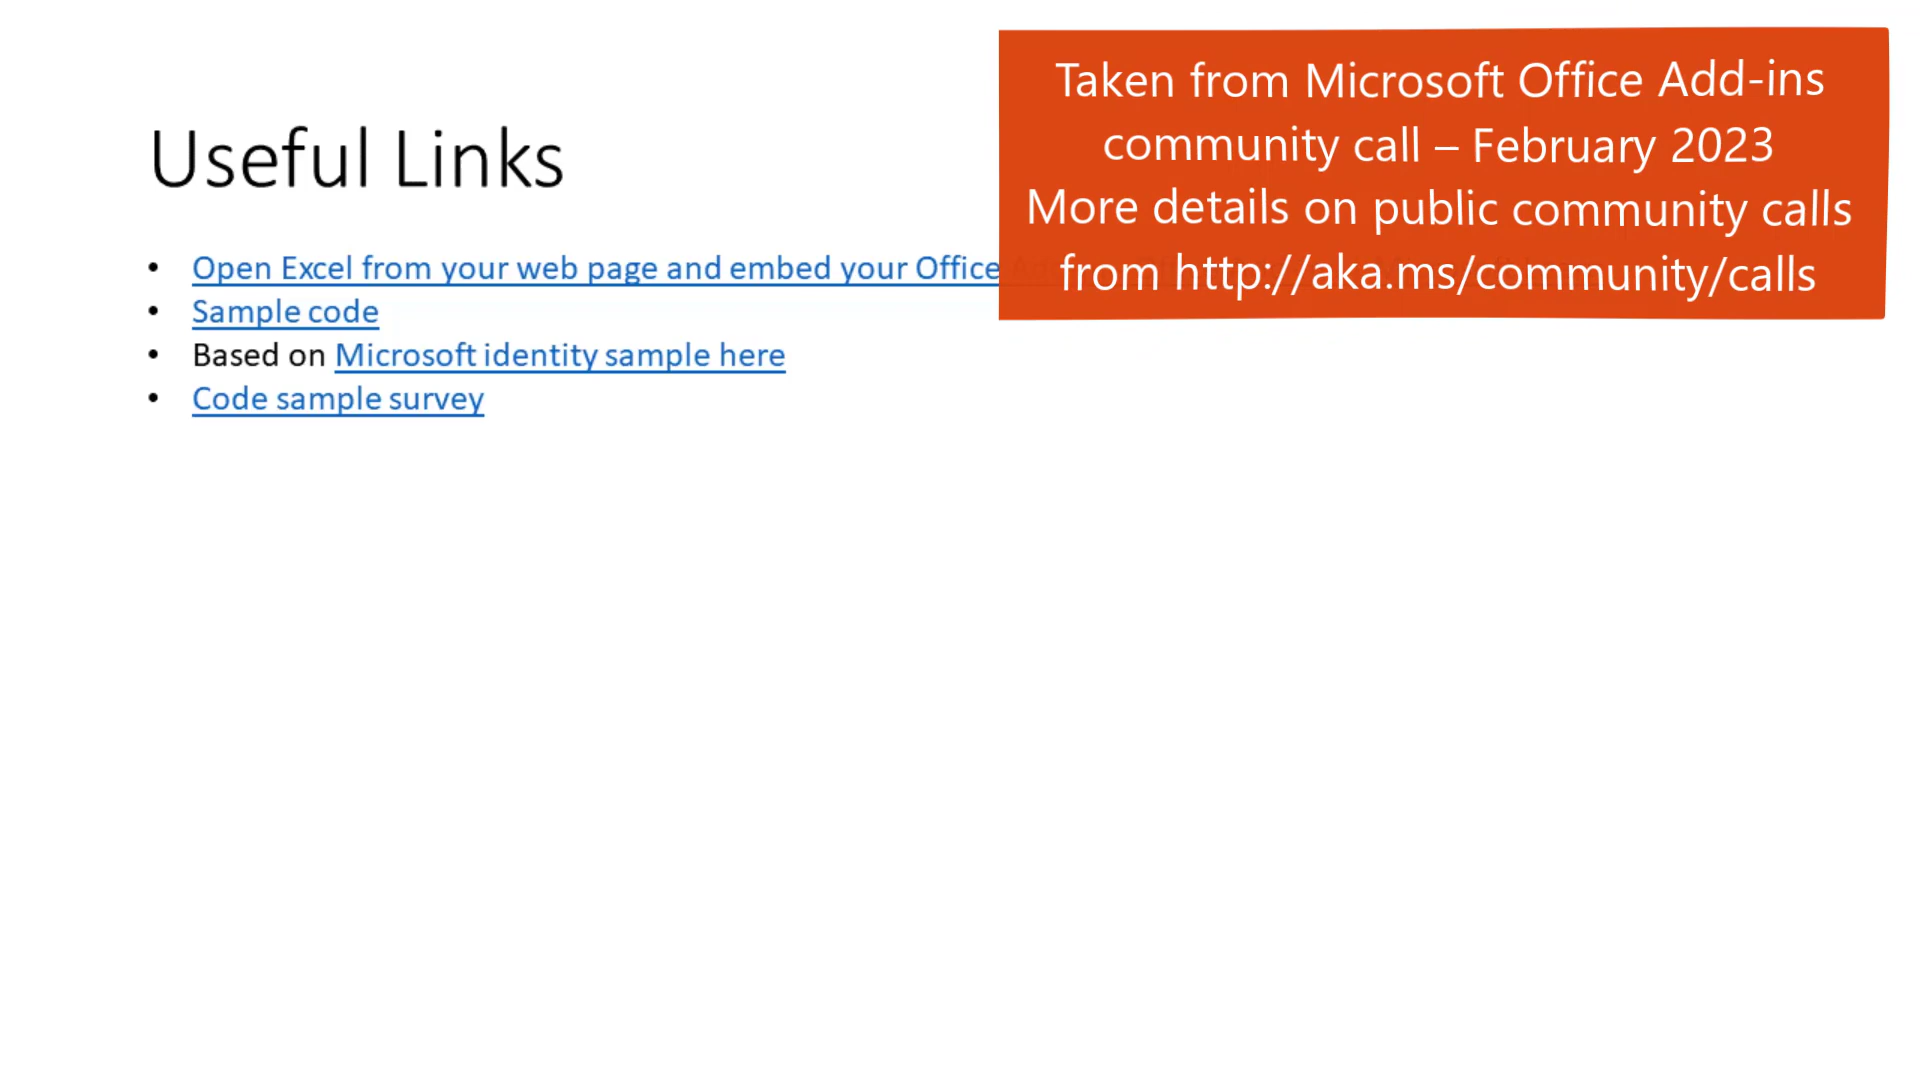 Useful Links
Taken from Microsoft Office Add-ins
community call – February 2023
More details on public community calls
from http://aka.ms/community/calls
• Open Excel from your web page and embed your Office
• Sample code
• Based on Microsoft identity sample here
• Code sample survey